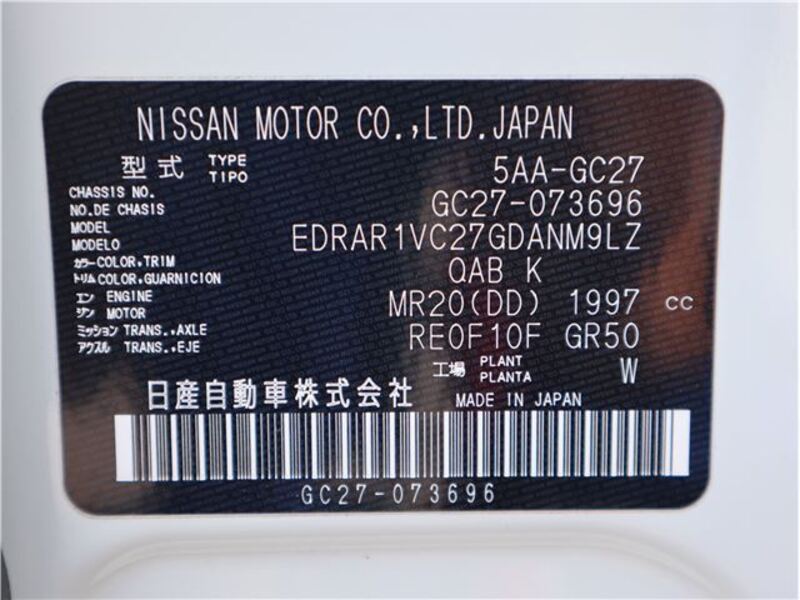 NISSAN MOTOR CO.,LTD.JAPAN
型式 TYPE TIPO 5AA-GC27
CHASSIS NO.
NO.DE CHASIS GC27-073696
MODEL
MODELO EDRAR1VC27GDANM9LZ
カラー COLOR,TRIM
トリム COLOR,GUARNICION QAB K
エン ENGINE
ジン MOTOR MR20(DD) 1997 CC
ミッション TRANS.,AXLE
アクスル TRANS.,EJE RE0F10F GR50
工場 PLANT PLANTA W
日産自動車株式会社 MADE IN JAPAN
GC27-073696